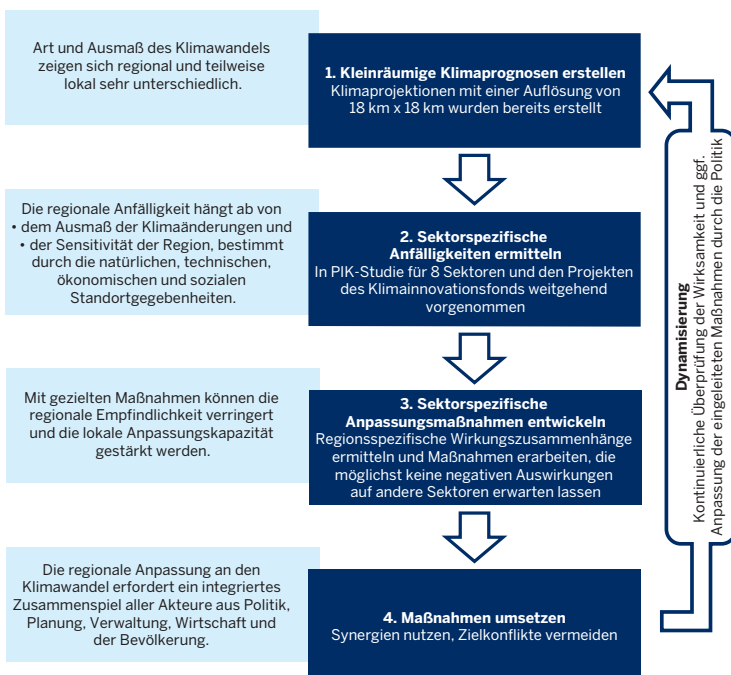 Art und Ausmaß des Klimawandels
zeigen sich regional und teilweise
lokal sehr unterschiedlich.
1. Kleinräumige Klimaprognosen erstellen
Klimaprojektionen mit einer Auflösung von
18 km x 18 km wurden bereits erstellt
Die regionale Anfälligkeit hängt ab von
• dem Ausmaß der Klimaänderungen und
• der Sensitivität der Region, bestimmt
durch die natürlichen, technischen,
ökonomischen und sozialen
Standortgegebenheiten.
2. Sektorspezifische
Anfälligkeiten ermitteln
In PIK-Studie für 8 Sektoren und den Projekten
des Klimainnovationsfonds weitgehend
vorgenommen
Mit gezielten Maßnahmen können die
regionale Empfindlichkeit verringert
und die lokale Anpassungskapazität
gestärkt werden.
3. Sektorspezifische
Anpassungsmaßnahmen entwickeln
Regionsspezifische Wirkungszusammenhänge
ermitteln und Maßnahmen erarbeiten, die
möglichst keine negativen Auswirkungen
auf andere Sektoren erwarten lassen
Die regionale Anpassung an den
Klimawandel erfordert ein integriertes
Zusammenspiel aller Akteure aus Politik,
Planung, Verwaltung, Wirtschaft und
der Bevölkerung.
4. Maßnahmen umsetzen
Synergien nutzen, Zielkonflikte vermeiden
Dynamisierung
Kontinuierliche Überprüfung der Wirksamkeit und ggf.
Anpassung der eingeleiteten Maßnahmen durch die Politik